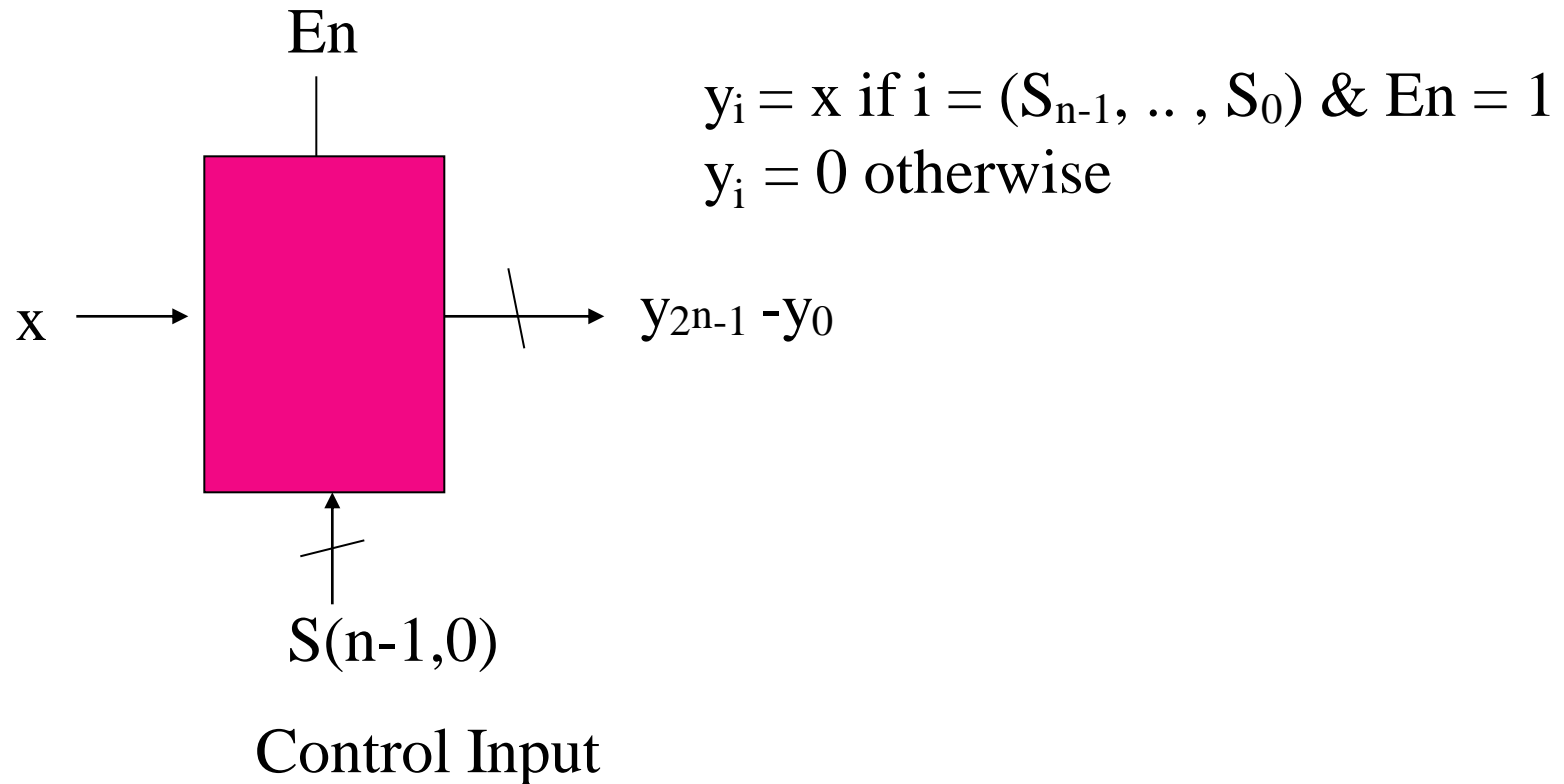 En
yᵢ = x if i = (Sₙ₋₁, .. , S₀) & En = 1
yᵢ = 0 otherwise
x
y₂ₙ₋₁ -y₀
S(n-1,0)
Control Input